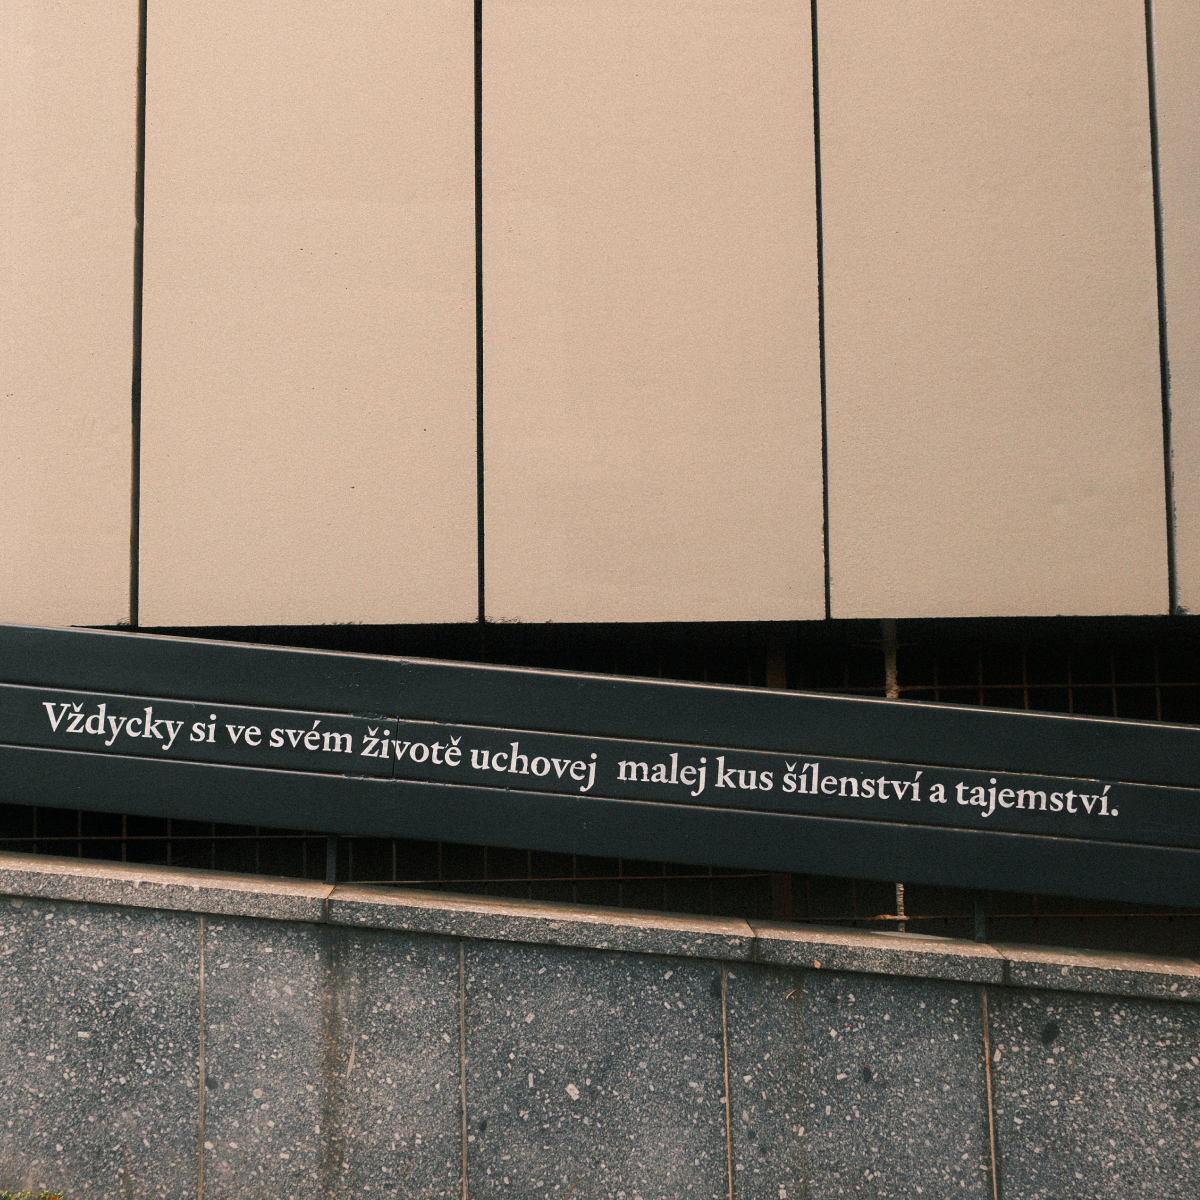 Vždycky si ve svém životě uchovej malej kus šílenství a tajemství.